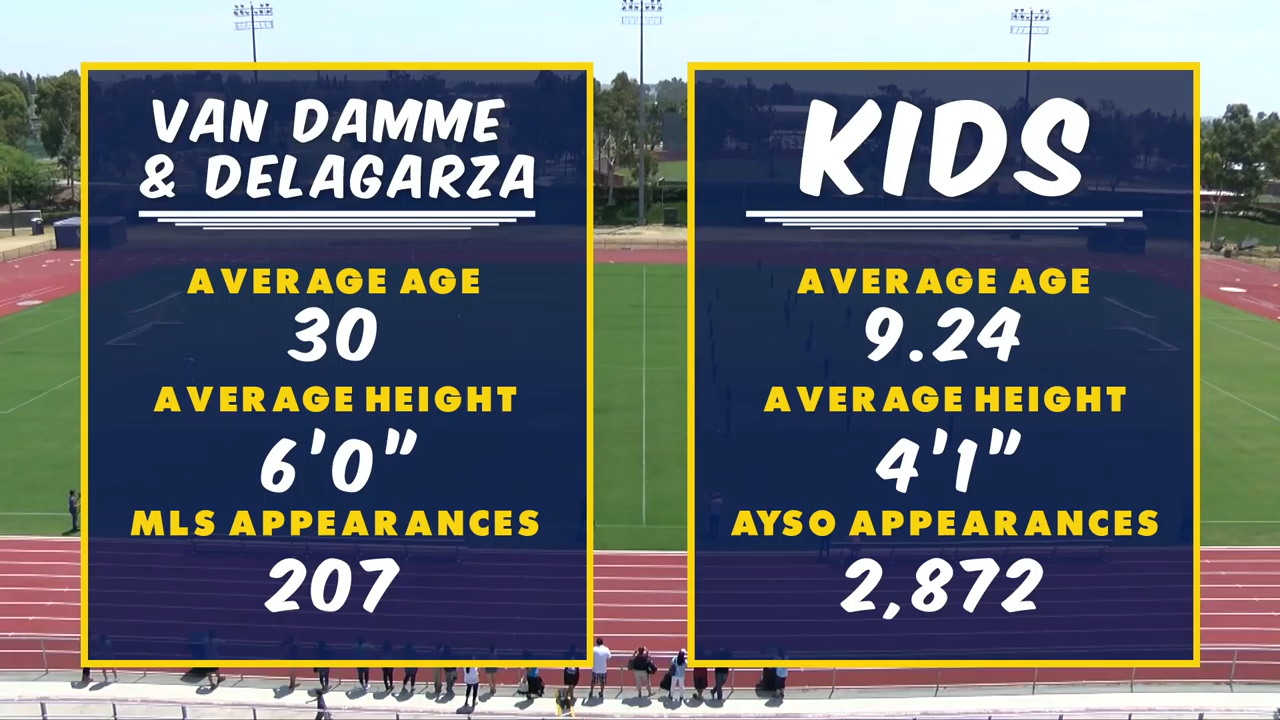 VAN DAMME
& DELAGARZA
AVERAGE AGE
30
AVERAGE HEIGHT
6'0"
MLS APPEARANCES
207
KIDS
AVERAGE AGE
9.24
AVERAGE HEIGHT
4'1"
AYSO APPEARANCES
2,872